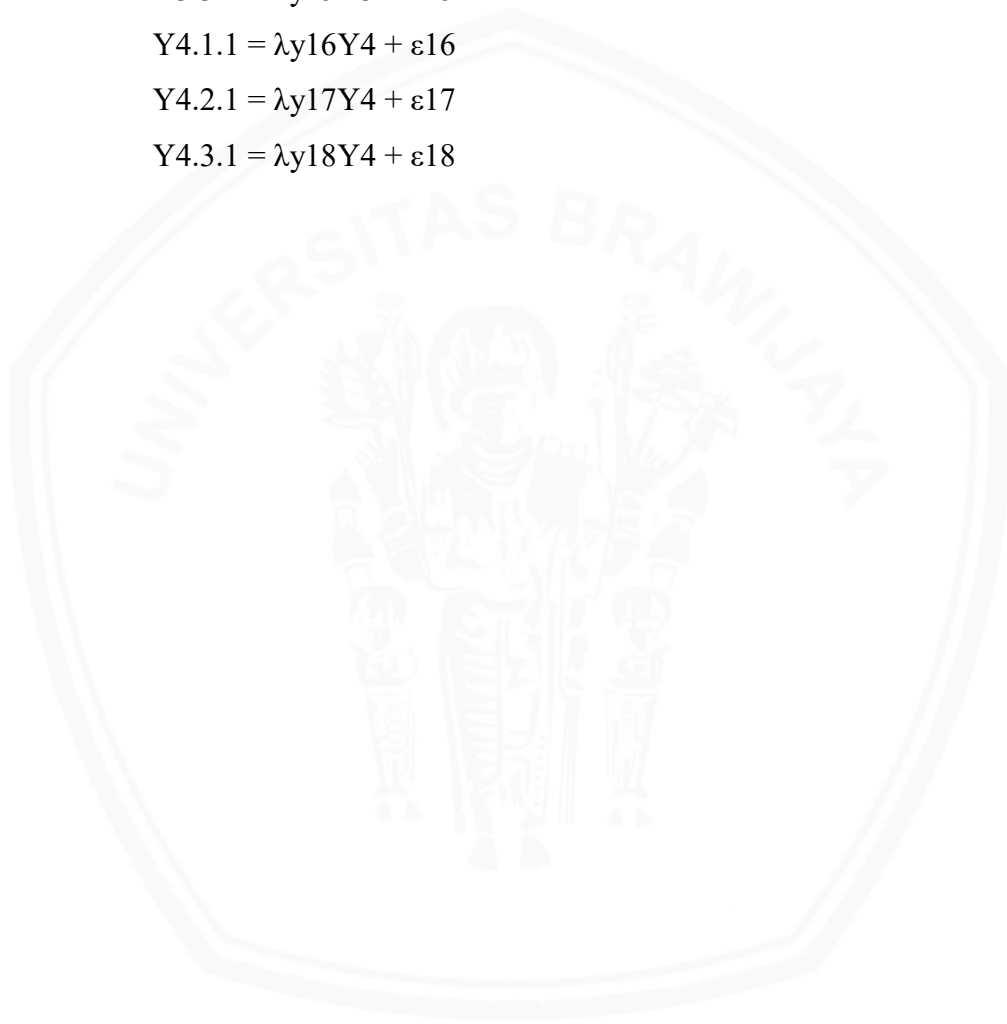 Y4.1.1 = λy16Y4 + ε16
Y4.2.1 = λy17Y4 + ε17
Y4.3.1 = λy18Y4 + ε18
UNIVERSITAS BRAWIJAYA